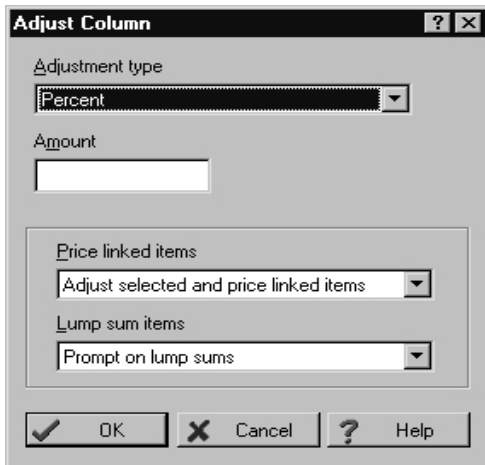 Adjust Column
Adjustment type
Percent
Amount
Price linked items
Adjust selected and price linked items
Lump sum items
Prompt on lump sums
OK Cancel Help